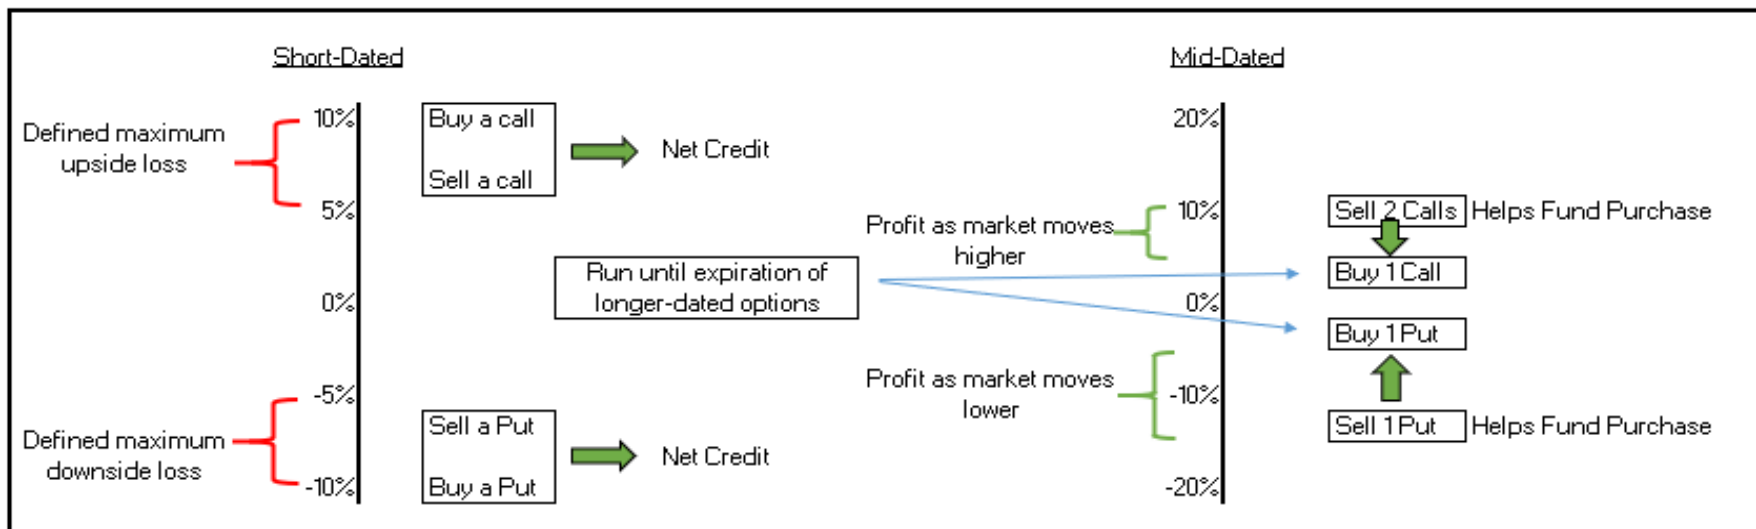 Short-Dated
10%
Defined maximum
upside loss
5%
0%
-5%
Defined maximum
downside loss
-10%
Buy a call
Sell a call
Net Credit
Run until expiration of
longer-dated options
Sell a Put
Buy a Put
Net Credit
Mid-Dated
20%
Profit as market moves
higher
10%
0%
Profit as market moves
lower
-10%
-20%
Sell 2 Calls Helps Fund Purchase
Buy 1 Call
Buy 1 Put
Sell 1 Put Helps Fund Purchase